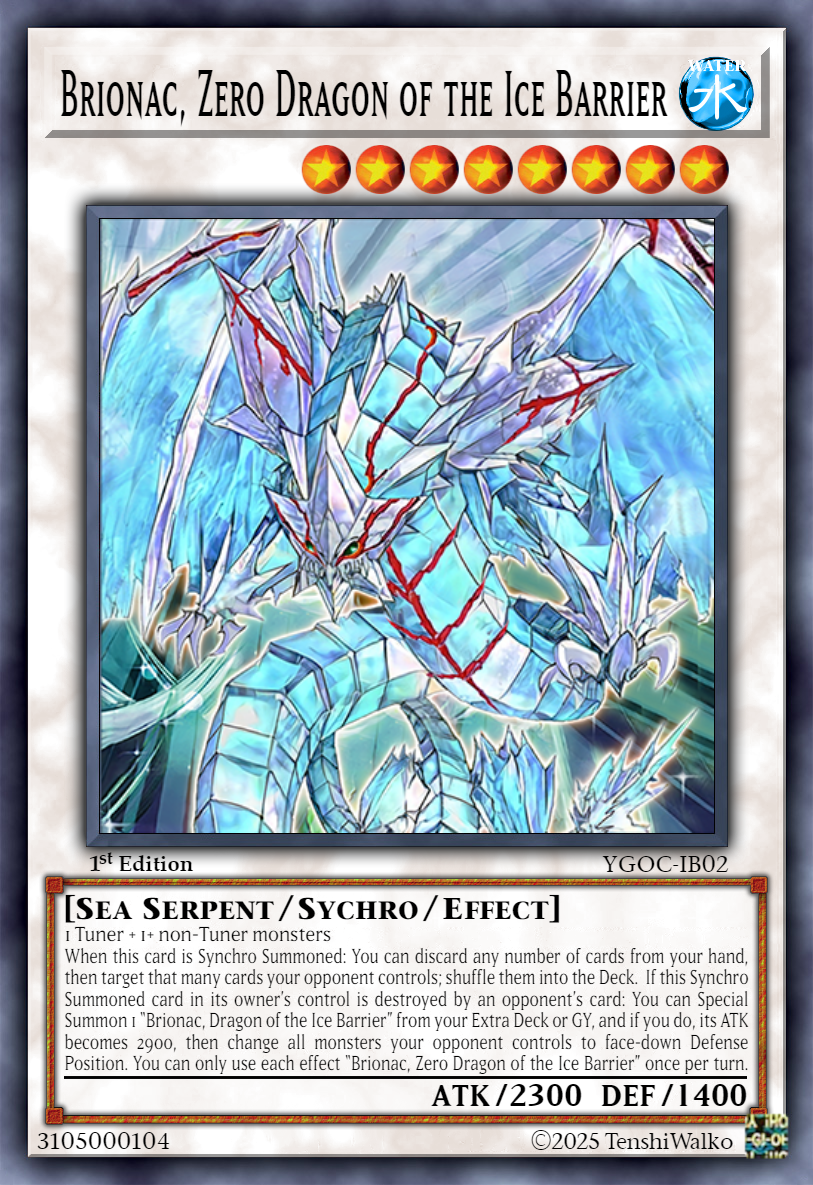 Brionac, Zero Dragon of the Ice Barrier
WATER
水
1st Edition
YGOC-IB02
[Sea Serpent/Sychro/Effect]
1 Tuner + 1+ non-Tuner monsters
When this card is Synchro Summoned: You can discard any number of cards from your hand,
then target that many cards your opponent controls; shuffle them into the Deck. If this Synchro
Summoned card in its owner's control is destroyed by an opponent's card: You can Special
Summon 1 "Brionac, Dragon of the Ice Barrier" from your Extra Deck or GY, and if you do, its ATK
becomes 2900, then change all monsters your opponent controls to face-down Defense
Position. You can only use each effect "Brionac, Zero Dragon of the Ice Barrier" once per turn.
ATK/2300 DEF/1400
3105000104
©2025 TenshiWalko